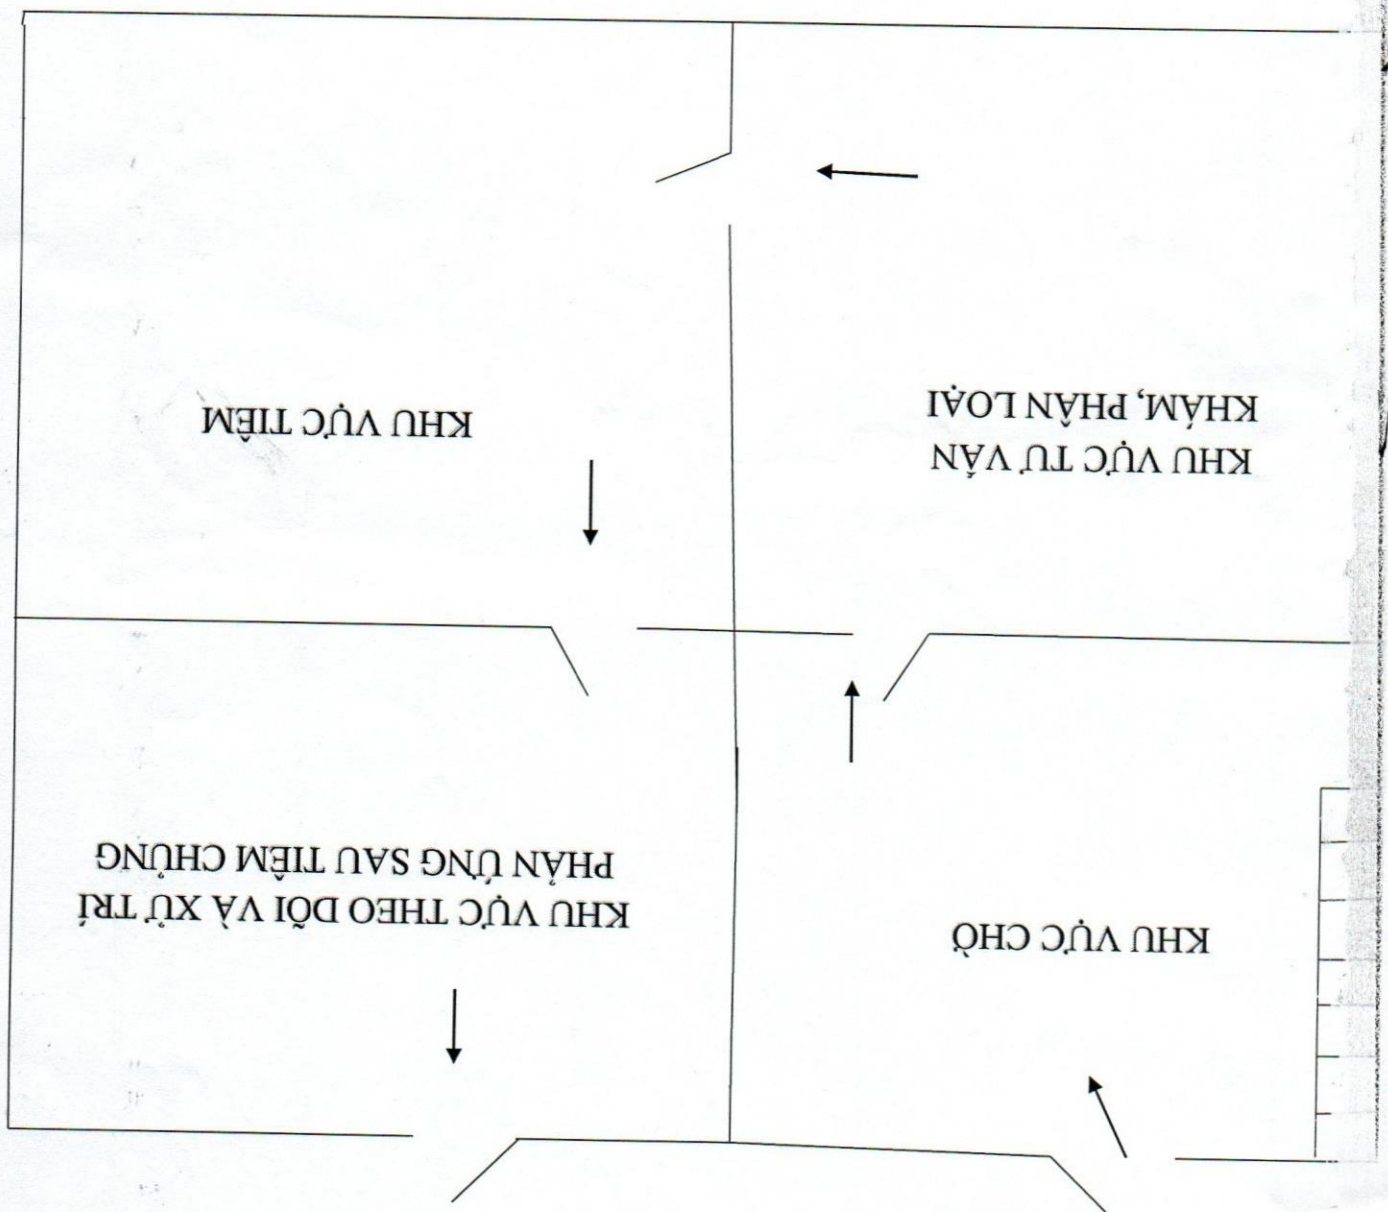 KHU VỰC CHỜ
KHU VỰC THEO DÕI VÀ XỬ TRÍ
PHẢN ỨNG SAU TIÊM CHỦNG
KHU VỰC TƯ VẤN
KHÁM, PHÂN LOẠI
KHU VỰC TIÊM